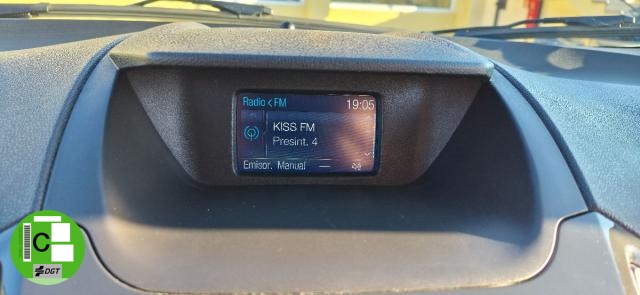 Radio < FM 19:05
KISS FM
Presint. 4
Emisor. Manual —
C
DGT